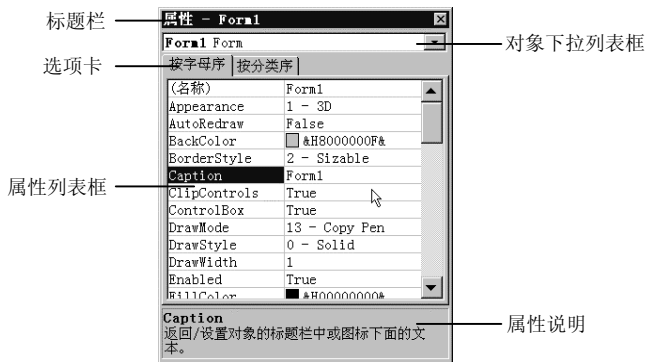 标题栏
属性 - Form1
Form1 Form
对象下拉列表框
选项卡
按字母序 按分类序
(名称) Form1
Appearance 1 - 3D
AutoRedraw False
BackColor &H8000000F&
BorderStyle 2 - Sizable
Caption Form1
属性列表框
ClipControls True
ControlBox True
DrawMode 13 - Copy Pen
DrawStyle 0 - Solid
DrawWidth 1
Enabled True
FillColor &H00000000&
Caption
返回/设置对象的标题栏中或图标下面的文
本。
属性说明